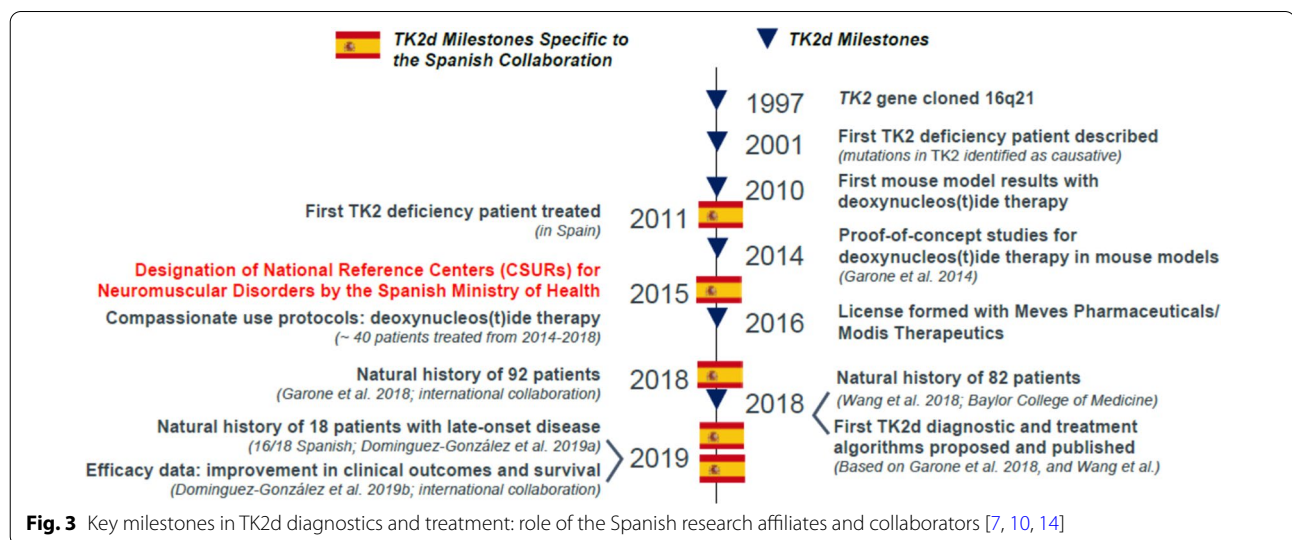 TK2d Milestones Specific to
the Spanish Collaboration
TK2d Milestones
1997
TK2 gene cloned 16q21
2001
First TK2 deficiency patient described
(mutations in TK2 identified as causative)
2010
First mouse model results with
deoxynucleos(t)ide therapy
First TK2 deficiency patient treated
(in Spain)
2011
2014
Proof-of-concept studies for
deoxynucleos(t)ide therapy in mouse models
(Garone et al. 2014)
Designation of National Reference Centers (CSURs) for
Neuromuscular Disorders by the Spanish Ministry of Health
2015
Compassionate use protocols: deoxynucleos(t)ide therapy
(~ 40 patients treated from 2014-2018)
2016
License formed with Meves Pharmaceuticals/
Modis Therapeutics
Natural history of 92 patients
(Garone et al. 2018; international collaboration)
2018
2018
Natural history of 82 patients
(Wang et al. 2018; Baylor College of Medicine)
First TK2d diagnostic and treatment
algorithms proposed and published
(Based on Garone et al. 2018, and Wang et al.)
Natural history of 18 patients with late-onset disease
(16/18 Spanish; Dominguez-González et al. 2019a)
2019
Efficacy data: improvement in clinical outcomes and survival
(Dominguez-González et al. 2019b; international collaboration)
Fig. 3 Key milestones in TK2d diagnostics and treatment: role of the Spanish research affiliates and collaborators [7, 10, 14]